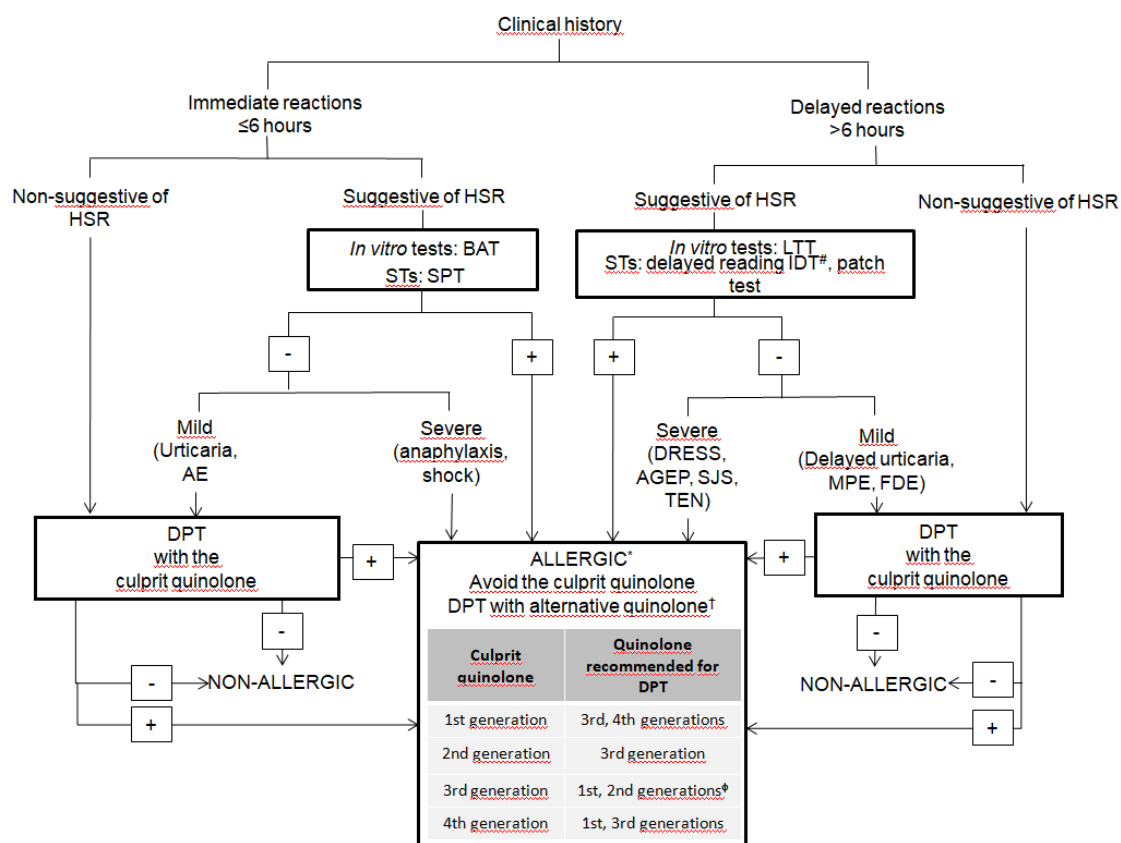 Clinical history
Immediate reactions
≤6 hours
Delayed reactions
>6 hours
Non-suggestive of
HSR
Suggestive of HSR
Suggestive of HSR
Non-suggestive of HSR
In vitro tests: BAT
STs: SPT
In vitro tests: LTT
STs: delayed reading IDT#, patch
test
-
+
+
-
Mild
(Urticaria,
AE
Severe
(anaphylaxis,
shock)
Severe
(DRESS,
AGEP, SJS,
TEN)
Mild
(Delayed urticaria,
MPE, FDE)
DPT
with the
culprit quinolone
+
ALLERGIC*
Avoid the culprit quinolone
DPT with alternative quinolone†
+
DPT
with the
culprit quinolone
-
NON-ALLERGIC
-
+
-
NON-ALLERGIC
-
+
Culprit
quinolone
Quinolone
recommended for
DPT
1st generation
3rd, 4th generations
2nd generation
3rd generation
3rd generation
1st, 2nd generationsɸ
4th generation
1st, 3rd generations